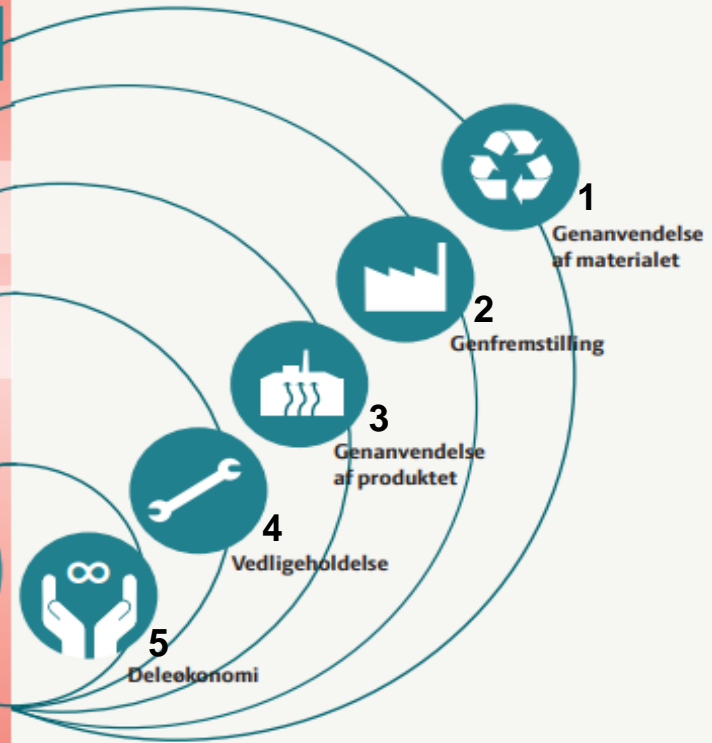 1
Genanvendelse
af materialet
2
Genfremstilling
3
Genanvendelse
af produktet
4
Vedligeholdelse
∞
5
Deleøkonomi